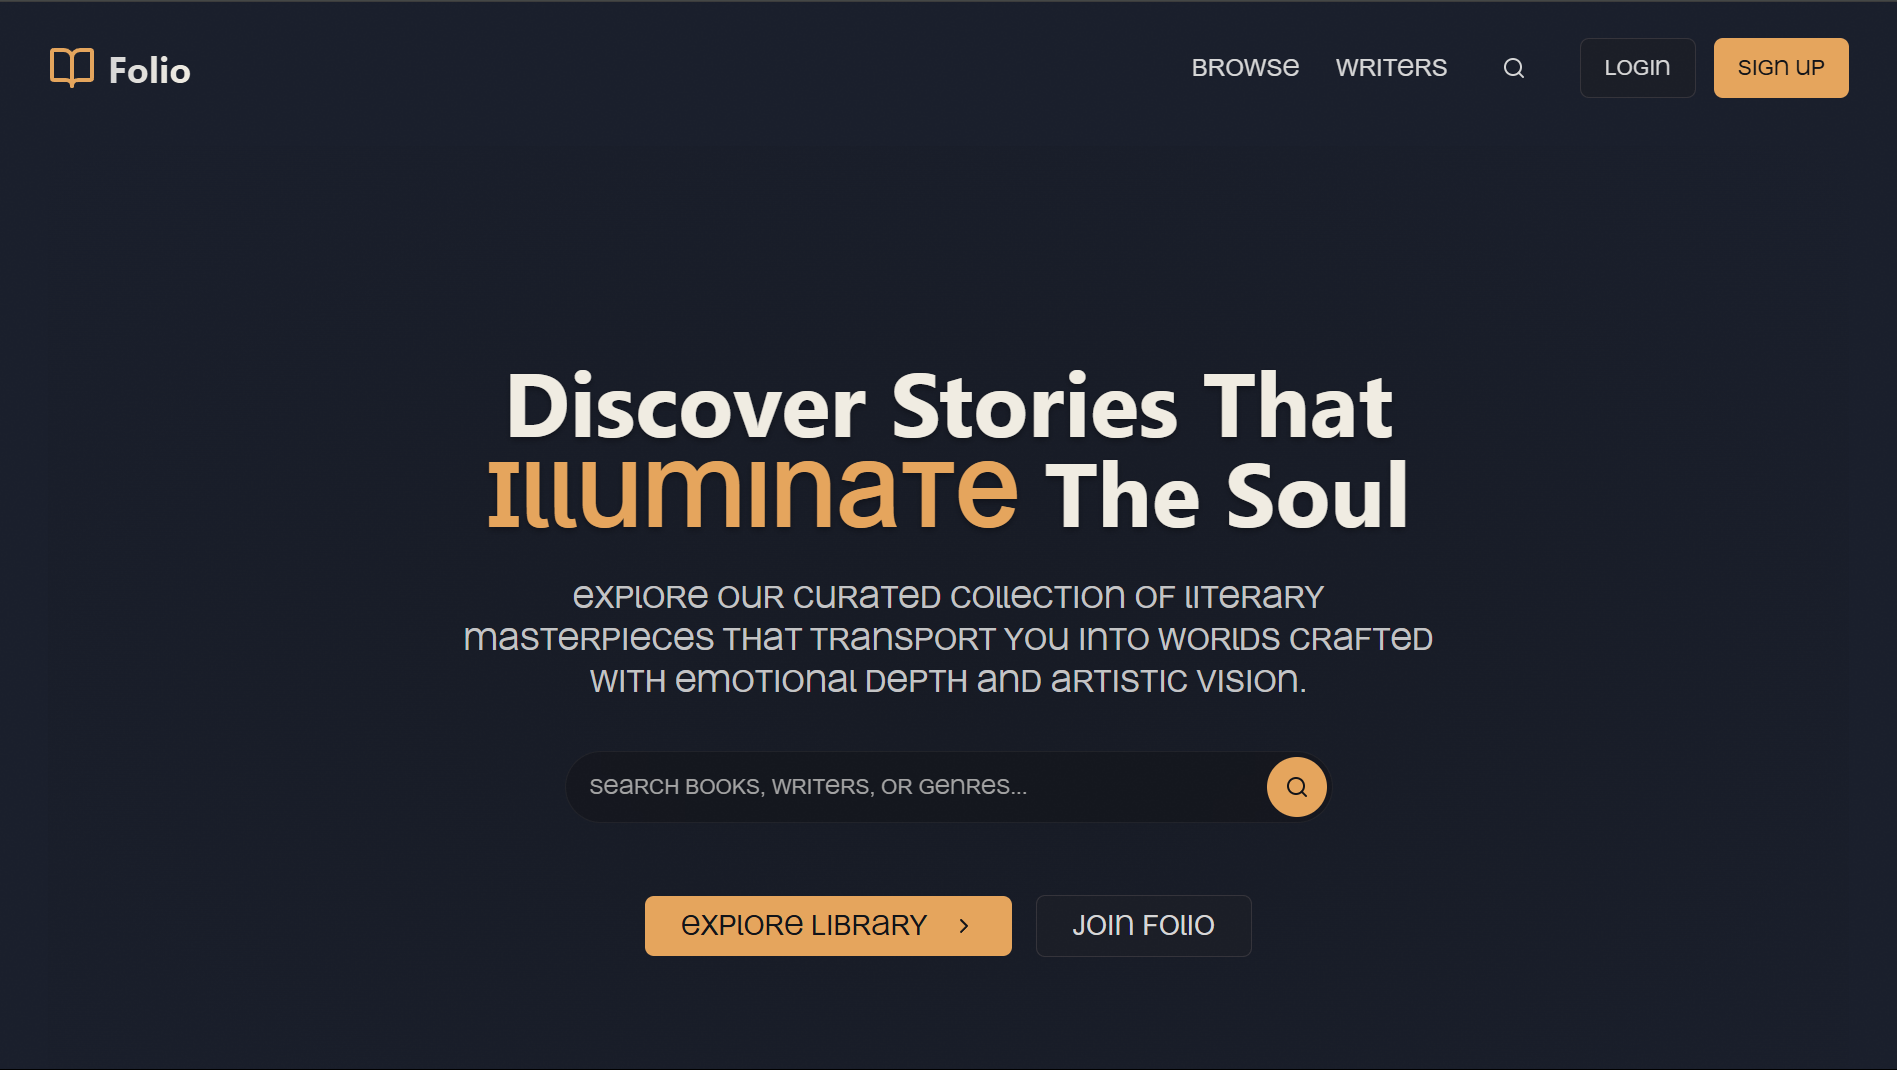 Folio
BROWSE
WRITERS
LOGIN
SIGN UP
Discover Stories That
Illuminate The Soul
EXPLORE OUR CURATED COLLECTION OF LITERARY
MASTERPIECES THAT TRANSPORT YOU INTO WORLDS CRAFTED
WITH EMOTIONAL DEPTH AND ARTISTIC VISION.
SEARCH BOOKS, WRITERS, OR GENRES...
EXPLORE LIBRARY
JOIN FOLIO